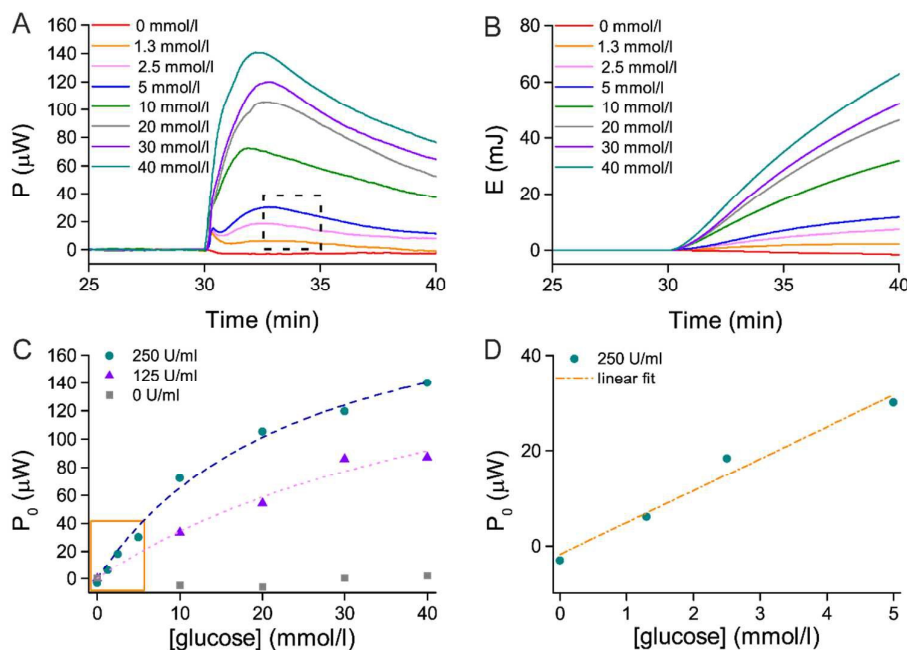 A
P (µW)
160
140
120
100
80
60
40
20
0
0 mmol/l
1.3 mmol/l
2.5 mmol/l
5 mmol/l
10 mmol/l
20 mmol/l
30 mmol/l
40 mmol/l
25 30 35 40
Time (min)
B
E (mJ)
80
60
40
20
0
0 mmol/l
1.3 mmol/l
2.5 mmol/l
5 mmol/l
10 mmol/l
20 mmol/l
30 mmol/l
40 mmol/l
25 30 35 40
Time (min)
C
P0 (µW)
160
140
120
100
80
60
40
20
0
250 U/ml
125 U/ml
0 U/ml
0 10 20 30 40
[glucose] (mmol/l)
D
P0 (µW)
40
20
0
250 U/ml
linear fit
0 1 2 3 4 5
[glucose] (mmol/l)